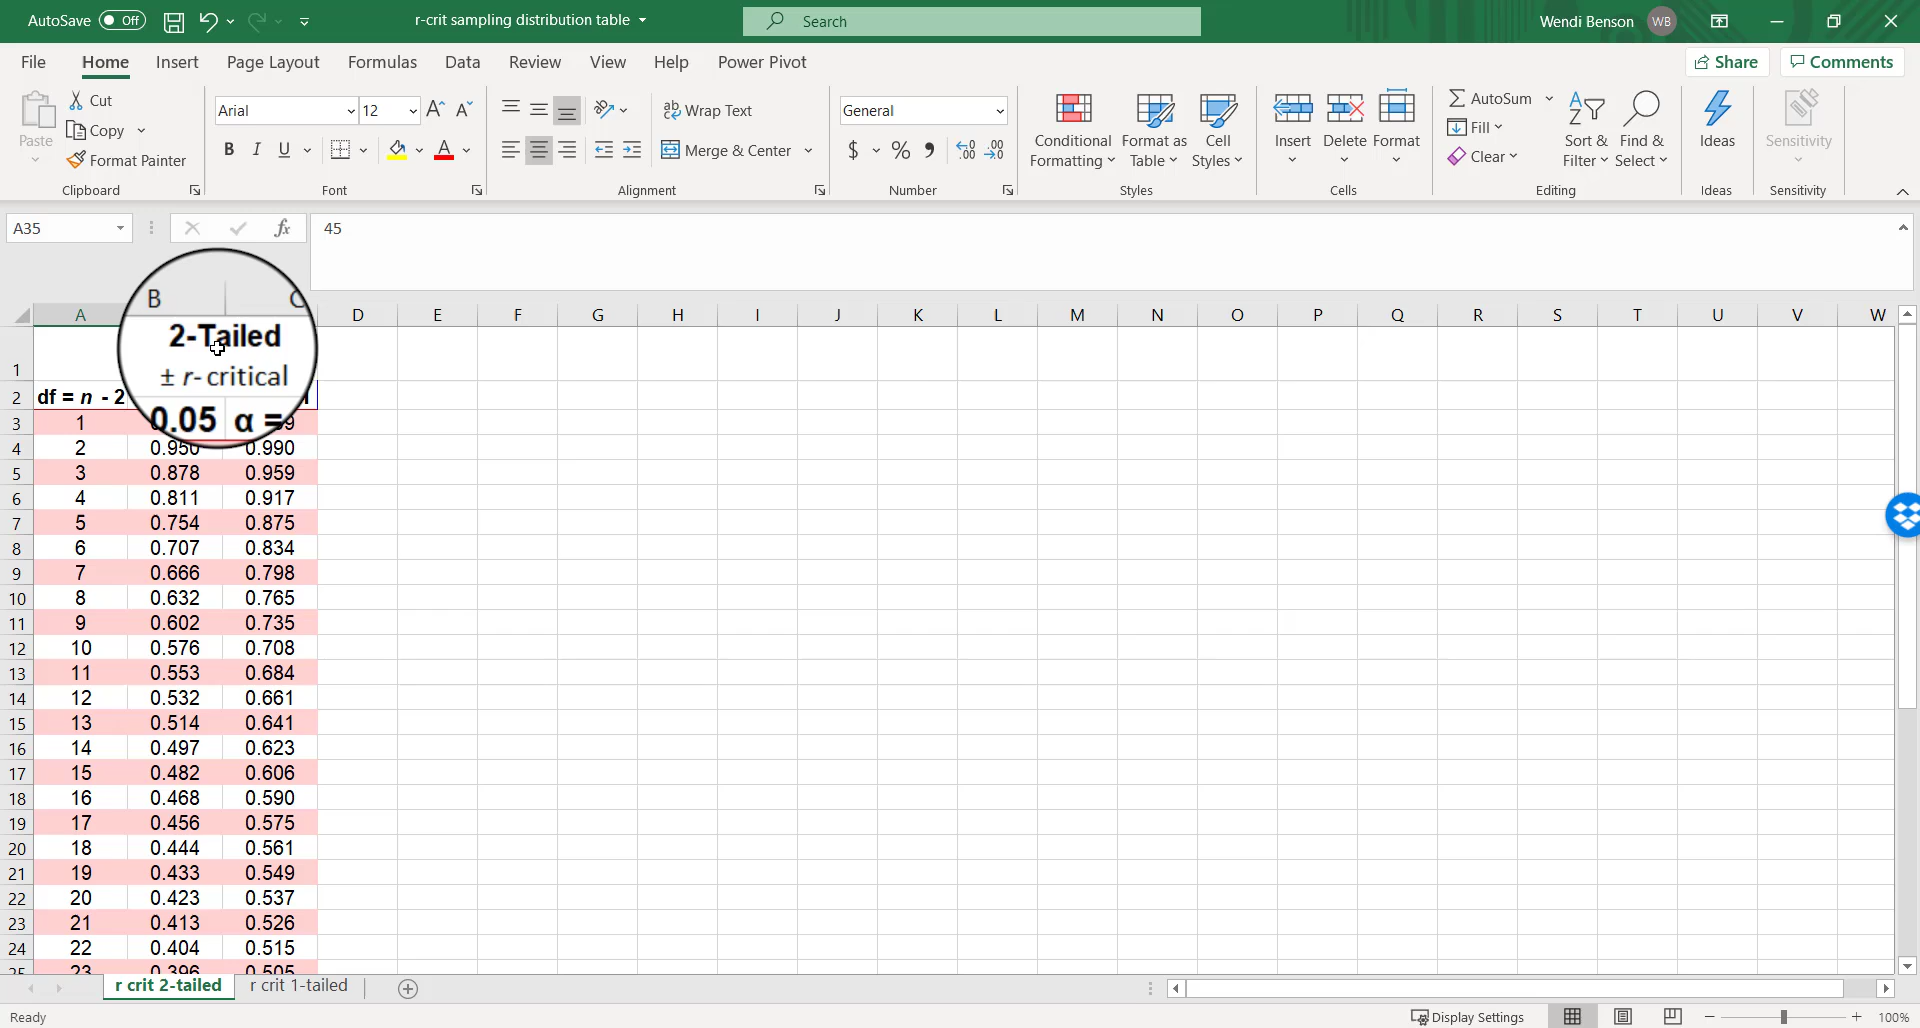 AutoSave Off r-crit sampling distribution table Search Wendi Benson WB
File Home Insert Page Layout Formulas Data Review View Help Power Pivot Share Comments
Paste
Cut
Copy
Format Painter
Clipboard
Arial 12
B I U
Font
Wrap Text
Merge & Center
Alignment
General
$ % 9
Number
Conditional Formatting
Format as Table
Cell Styles
Styles
Insert Delete Format
Cells
AutoSum
Fill
Clear
Sort & Filter
Find & Select
Editing
Ideas
Ideas
Sensitivity
Sensitivity
A35 fx 45
A B C D E F G H I J K L M N O P Q R S T U V W
2-Tailed
1 ± r- critical
2 df = n - 2 0.05 α =
3 1
4 2 0.950 0.990
5 3 0.878 0.959
6 4 0.811 0.917
7 5 0.754 0.875
8 6 0.707 0.834
9 7 0.666 0.798
10 8 0.632 0.765
11 9 0.602 0.735
12 10 0.576 0.708
13 11 0.553 0.684
14 12 0.532 0.661
15 13 0.514 0.641
16 14 0.497 0.623
17 15 0.482 0.606
18 16 0.468 0.590
19 17 0.456 0.575
20 18 0.444 0.561
21 19 0.433 0.549
22 20 0.423 0.537
23 21 0.413 0.526
24 22 0.404 0.515
25 23 0.396 0.505
r crit 2-tailed r crit 1-tailed
Ready Display Settings 100%